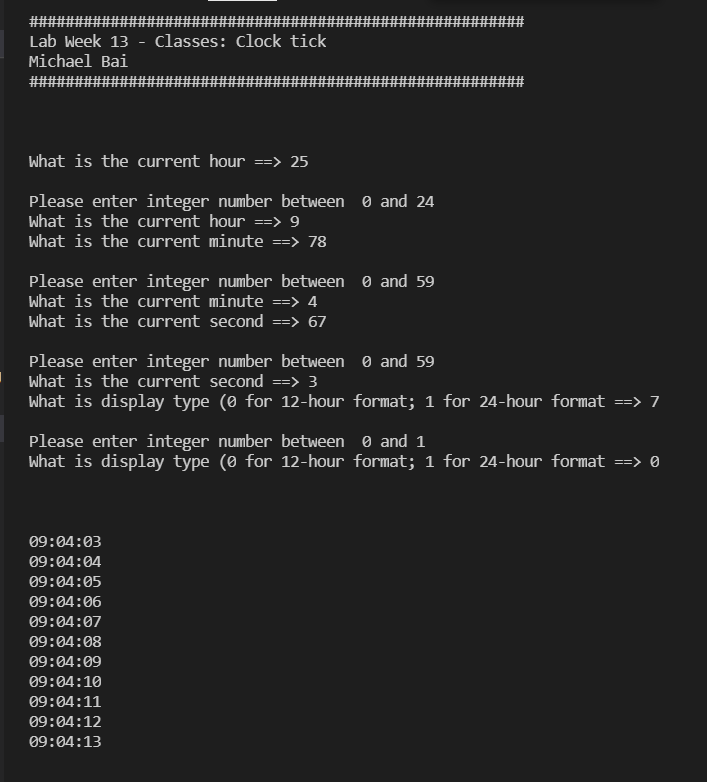 #######################################################
Lab Week 13 - Classes: Clock tick
Michael Bai
#######################################################
What is the current hour ==> 25
Please enter integer number between  0 and 24
What is the current hour ==> 9
What is the current minute ==> 78
Please enter integer number between  0 and 59
What is the current minute ==> 4
What is the current second ==> 67
Please enter integer number between  0 and 59
What is the current second ==> 3
What is display type (0 for 12-hour format; 1 for 24-hour format ==> 7
Please enter integer number between  0 and 1
What is display type (0 for 12-hour format; 1 for 24-hour format ==> 0
09:04:03
09:04:04
09:04:05
09:04:06
09:04:07
09:04:08
09:04:09
09:04:10
09:04:11
09:04:12
09:04:13